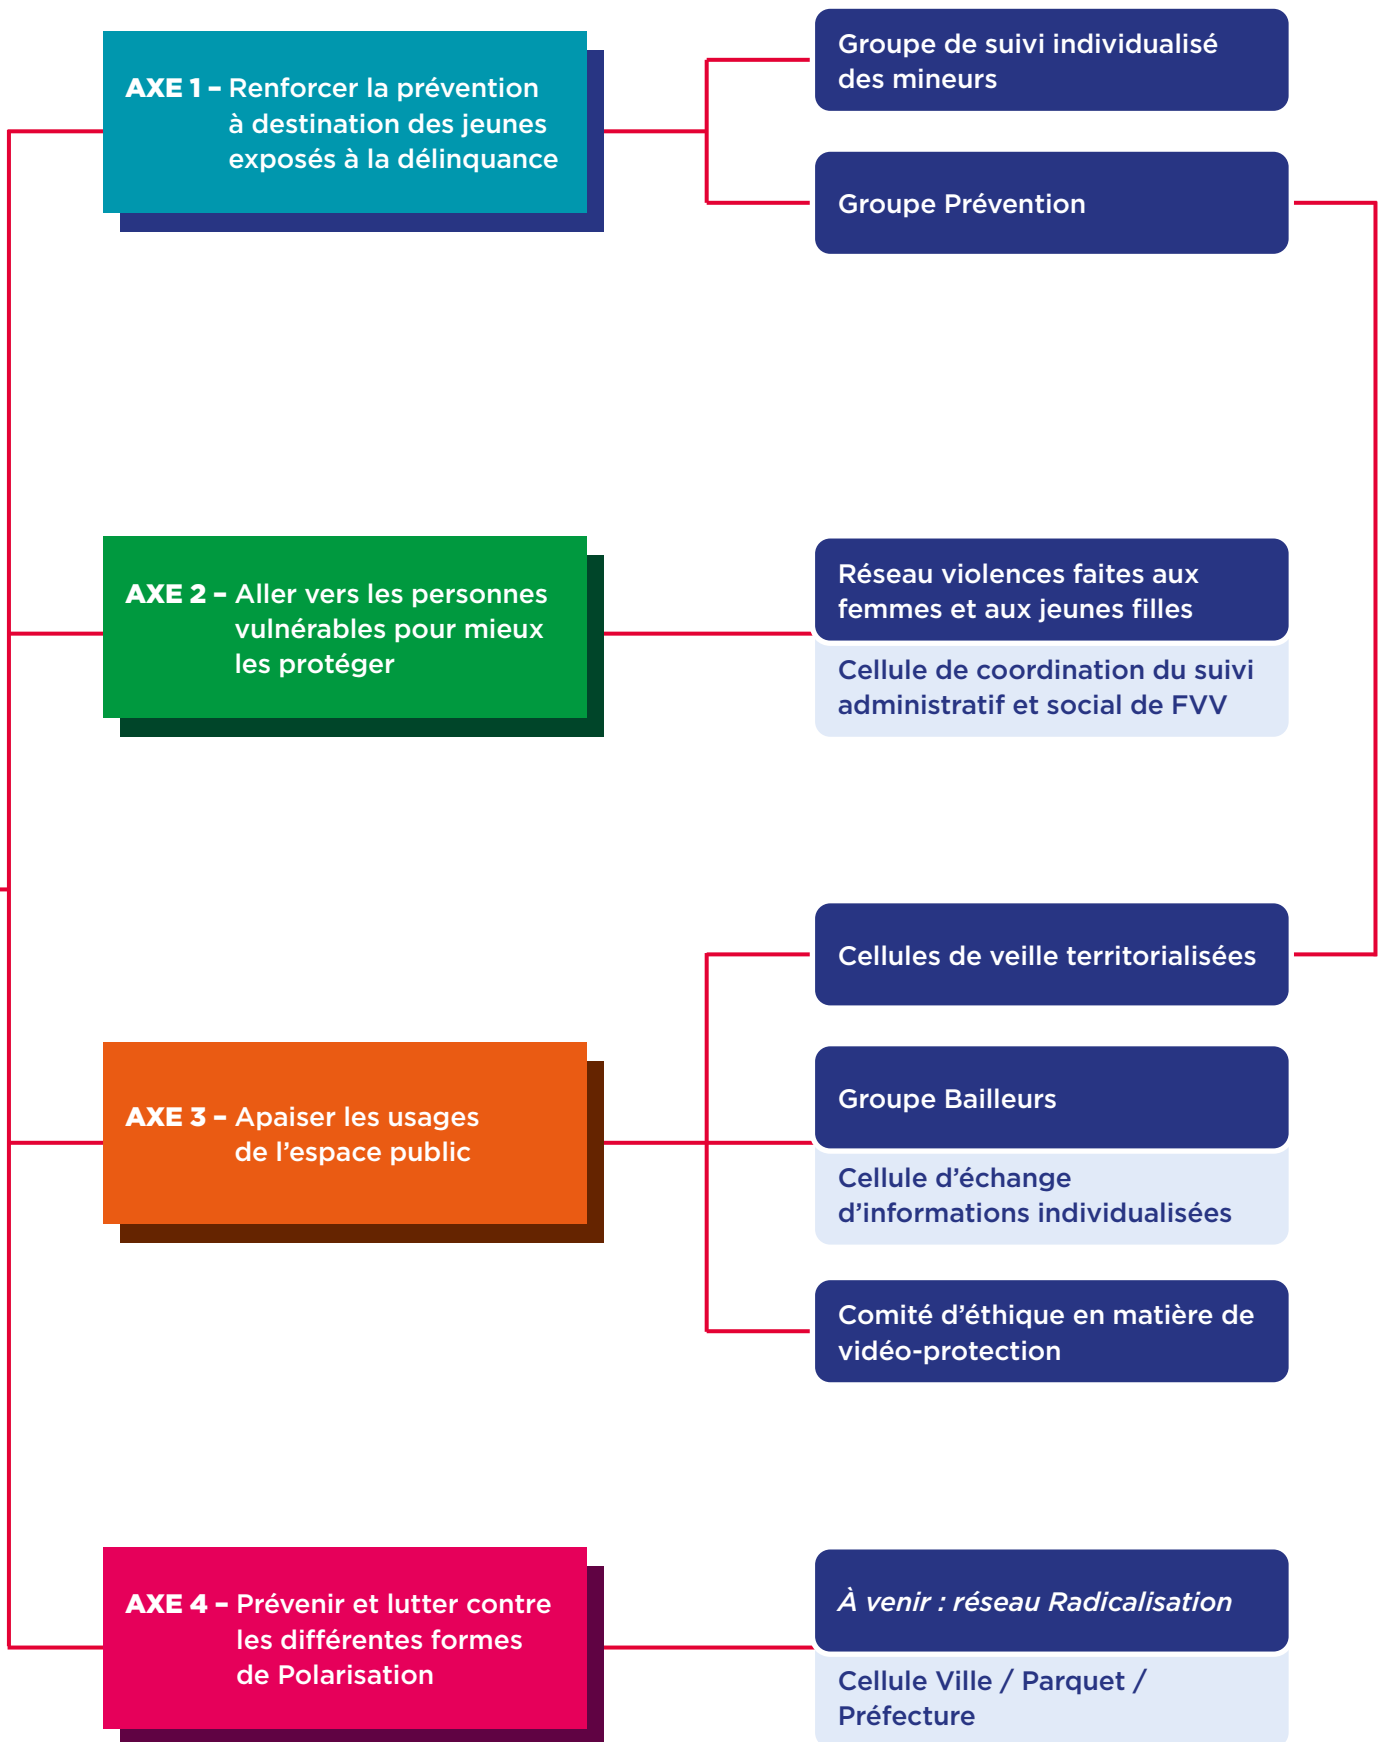 AXE 1 – Renforcer la prévention
à destination des jeunes
exposés à la délinquance
Groupe de suivi individualisé
des mineurs
Groupe Prévention
AXE 2 – Aller vers les personnes
vulnérables pour mieux
les protéger
Réseau violences faites aux
femmes et aux jeunes filles
Cellule de coordination du suivi
administratif et social de FVV
AXE 3 – Apaiser les usages
de l’espace public
Cellules de veille territorialisées
Groupe Bailleurs
Cellule d’échange
d’informations individualisées
Comité d’éthique en matière de
vidéo-protection
AXE 4 – Prévenir et lutter contre
les différentes formes
de Polarisation
À venir : réseau Radicalisation
Cellule Ville / Parquet /
Préfecture